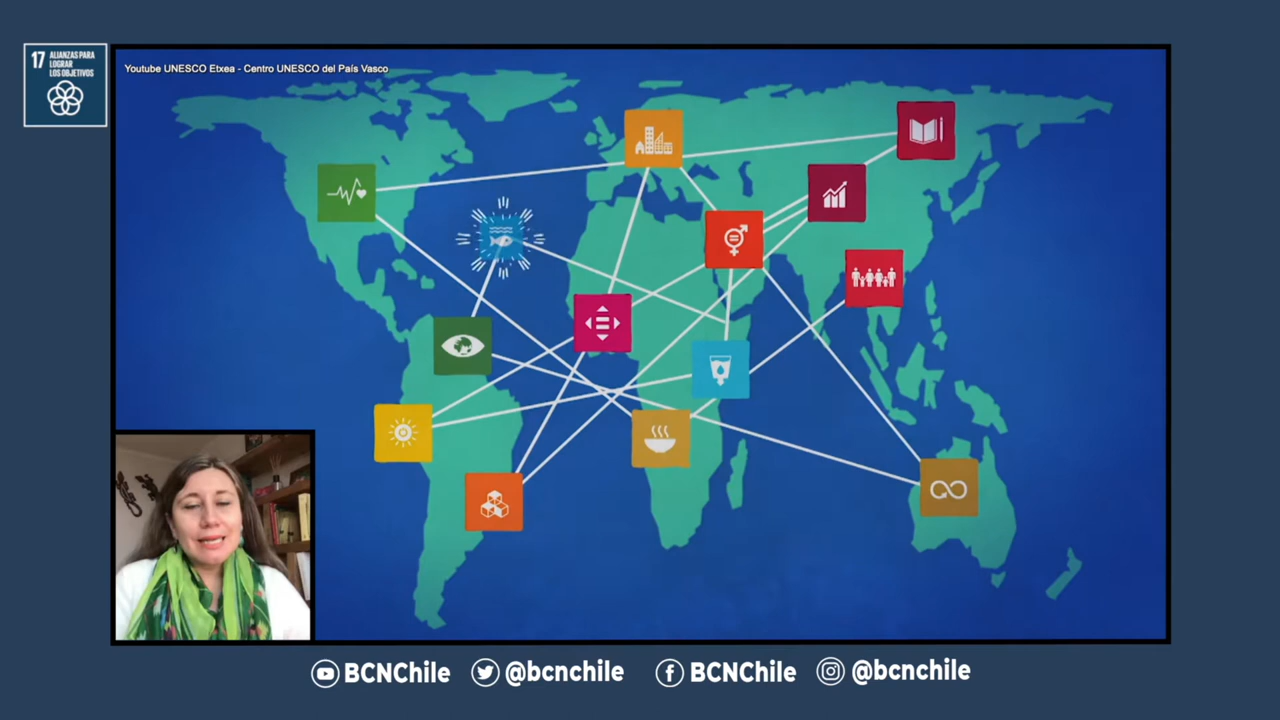 17 ALIANZAS PARA
LOGRAR
LOS OBJETIVOS
Youtube UNESCO Etxea - Centro UNESCO del País Vasco
BCNChile @bcnchile BCNChile @bcnchile